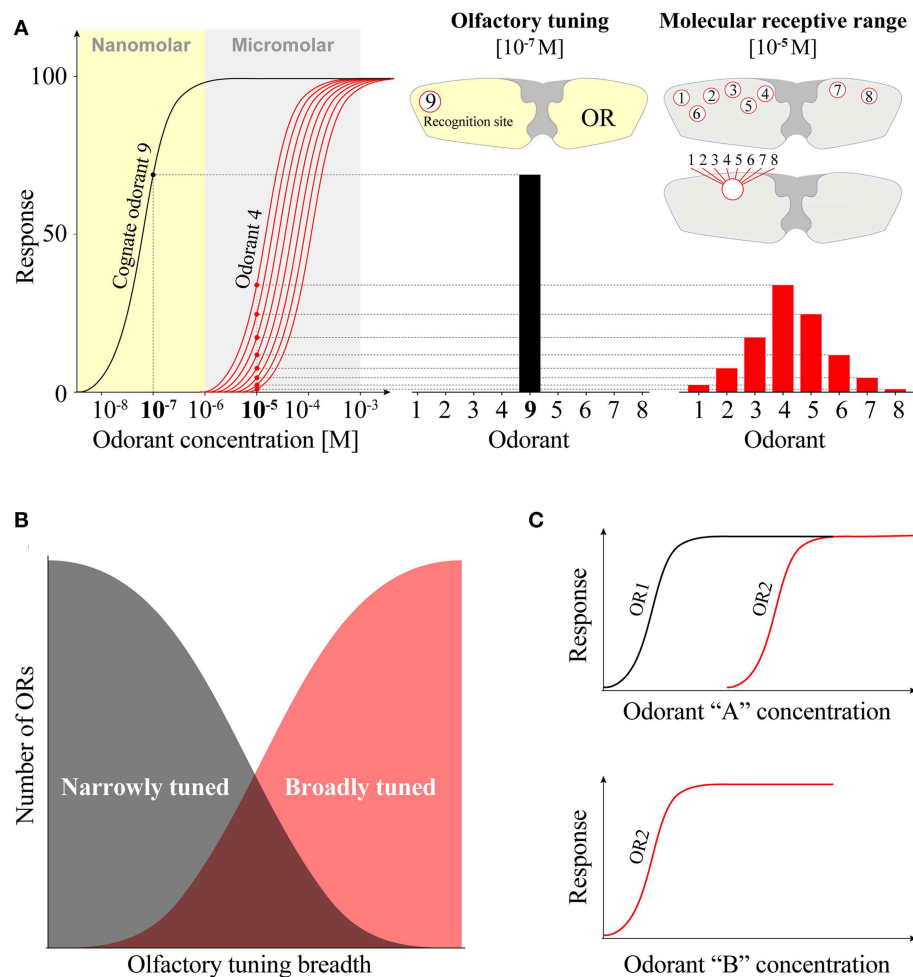 A
Nanomolar
Micromolar
Olfactory tuning
[10⁻⁷ M]
Molecular receptive range
[10⁻⁵ M]
100
50
0
Response
Cognate odorant 9
Odorant 4
10⁻⁸ 10⁻⁷ 10⁻⁶ 10⁻⁵ 10⁻⁴ 10⁻³
Odorant concentration [M]
9
Recognition site
OR
1 2 3 4 9 5 6 7 8
Odorant
1 2 3 4 5 6 7 8
1 2 3 4 5 6 7 8
1 2 3 4 5 6 7 8
Odorant
B
Number of ORs
Narrowly tuned
Broadly tuned
Olfactory tuning breadth
C
Response
OR1
OR2
Odorant “A” concentration
Response
OR2
Odorant “B” concentration